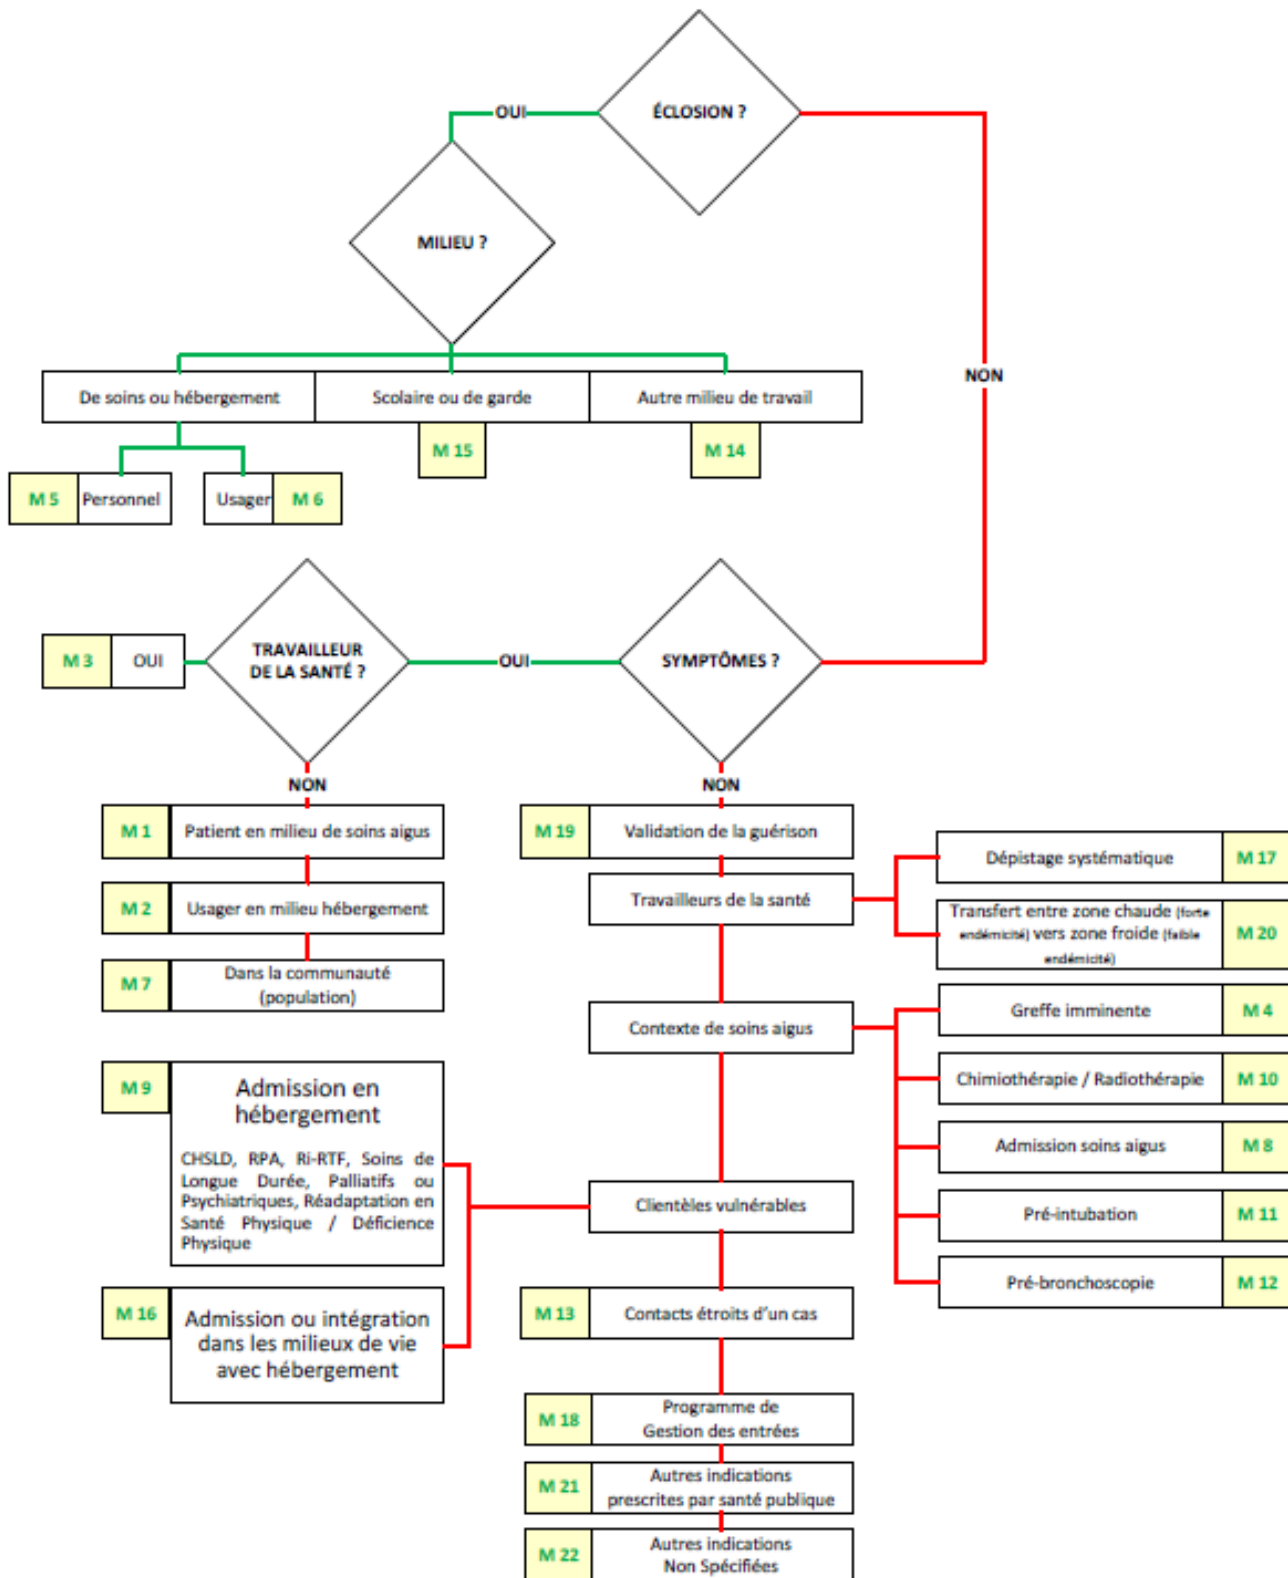 ÉCLOSION ?
OUI
MILIEU ?
NON
De soins ou hébergement
Scolaire ou de garde
Autre milieu de travail
M 15
M 14
M 5
Personnel
Usager
M 6
TRAVAILLEUR
DE LA SANTÉ ?
M 3
OUI
OUI
SYMPTÔMES ?
NON
NON
M 1
Patient en milieu de soins aigus
M 2
Usager en milieu hébergement
M 7
Dans la communauté
(population)
M 19
Validation de la guérison
Travailleurs de la santé
Dépistage systématique
M 17
Transfert entre zone chaude (forte
endémicité) vers zone froide (faible
endémicité)
M 20
Contexte de soins aigus
Greffe imminente
M 4
Chimiothérapie / Radiothérapie
M 10
Admission soins aigus
M 8
Pré-intubation
M 11
Pré-bronchoscopie
M 12
M 9
Admission en
hébergement
CHSLD, RPA, Ri-RTF, Soins de
Longue Durée, Palliatifs ou
Psychiatriques, Réadaptation en
Santé Physique / Déficience
Physique
Clientèles vulnérables
M 16
Admission ou intégration
dans les milieux de vie
avec hébergement
M 13
Contacts étroits d'un cas
M 18
Programme de
Gestion des entrées
M 21
Autres indications
prescrites par santé publique
M 22
Autres indications
Non Spécifiées